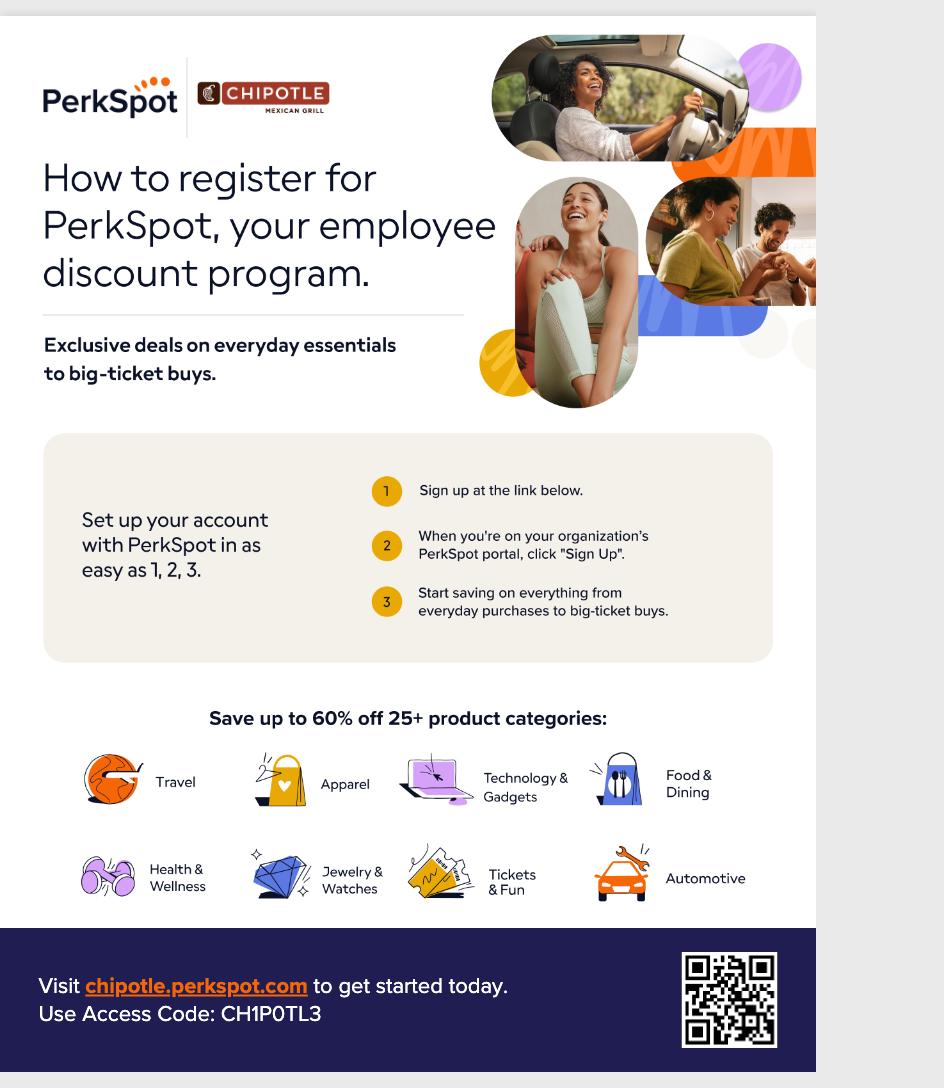 PerkSpot
CHIPOTLE
MEXICAN GRILL
How to register for
PerkSpot, your employee
discount program.
Exclusive deals on everyday essentials
to big-ticket buys.
Set up your account
with PerkSpot in as
easy as 1, 2, 3.
1
Sign up at the link below.
2
When you're on your organization’s
PerkSpot portal, click "Sign Up".
3
Start saving on everything from
everyday purchases to big-ticket buys.
Save up to 60% off 25+ product categories:
Travel
Apparel
Technology &
Gadgets
Food &
Dining
Health &
Wellness
Jewelry &
Watches
Tickets
& Fun
Automotive
Visit chipotle.perkspot.com to get started today.
Use Access Code: CH1P0TL3